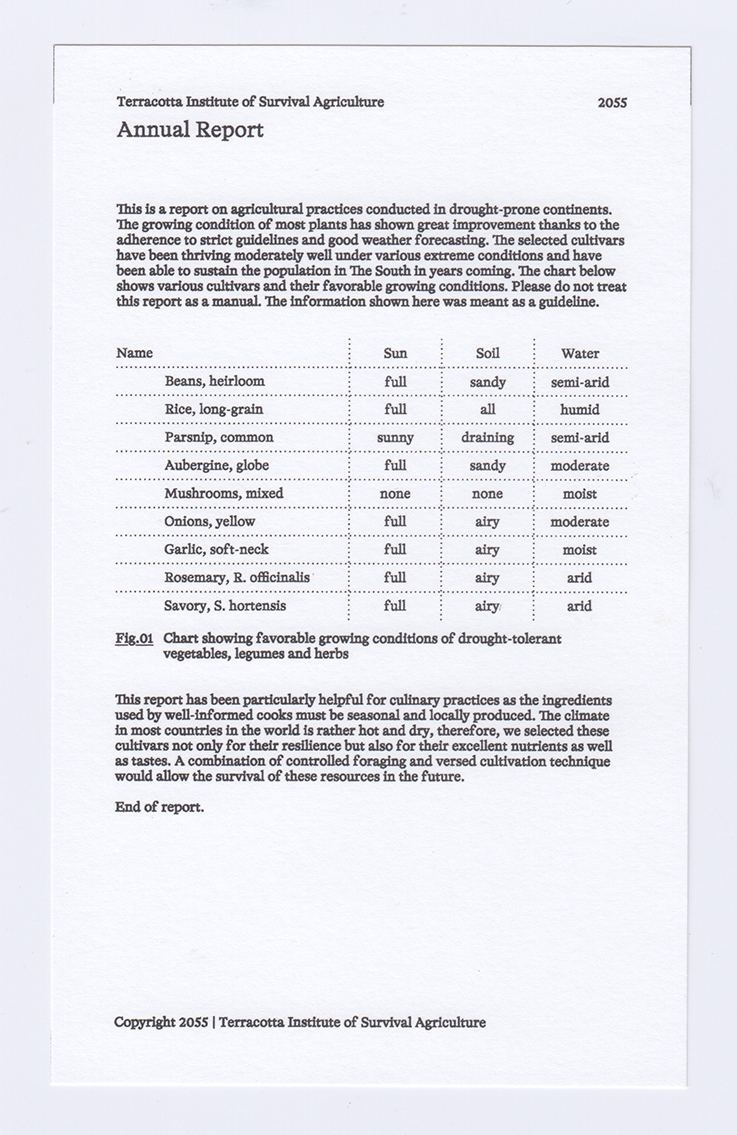 Terracotta Institute of Survival Agriculture 2055
Annual Report
This is a report on agricultural practices conducted in drought-prone continents.
The growing condition of most plants has shown great improvement thanks to the
adherence to strict guidelines and good weather forecasting. The selected cultivars
have been thriving moderately well under various extreme conditions and have
been able to sustain the population in The South in years coming. The chart below
shows various cultivars and their favorable growing conditions. Please do not treat
this report as a manual. The information shown here was meant as a guideline.
Name Sun Soil Water
Beans, heirloom full sandy semi-arid
Rice, long-grain full all humid
Parsnip, common sunny draining semi-arid
Aubergine, globe full sandy moderate
Mushrooms, mixed none none moist
Onions, yellow full airy moderate
Garlic, soft-neck full airy moist
Rosemary, R. officinalis full airy arid
Savory, S. hortensis full airy arid
Fig.01 Chart showing favorable growing conditions of drought-tolerant
vegetables, legumes and herbs
This report has been particularly helpful for culinary practices as the ingredients
used by well-informed cooks must be seasonal and locally produced. The climate
in most countries in the world is rather hot and dry, therefore, we selected these
cultivars not only for their resilience but also for their excellent nutrients as well
as tastes. A combination of controlled foraging and versed cultivation technique
would allow the survival of these resources in the future.
End of report.
Copyright 2055 | Terracotta Institute of Survival Agriculture